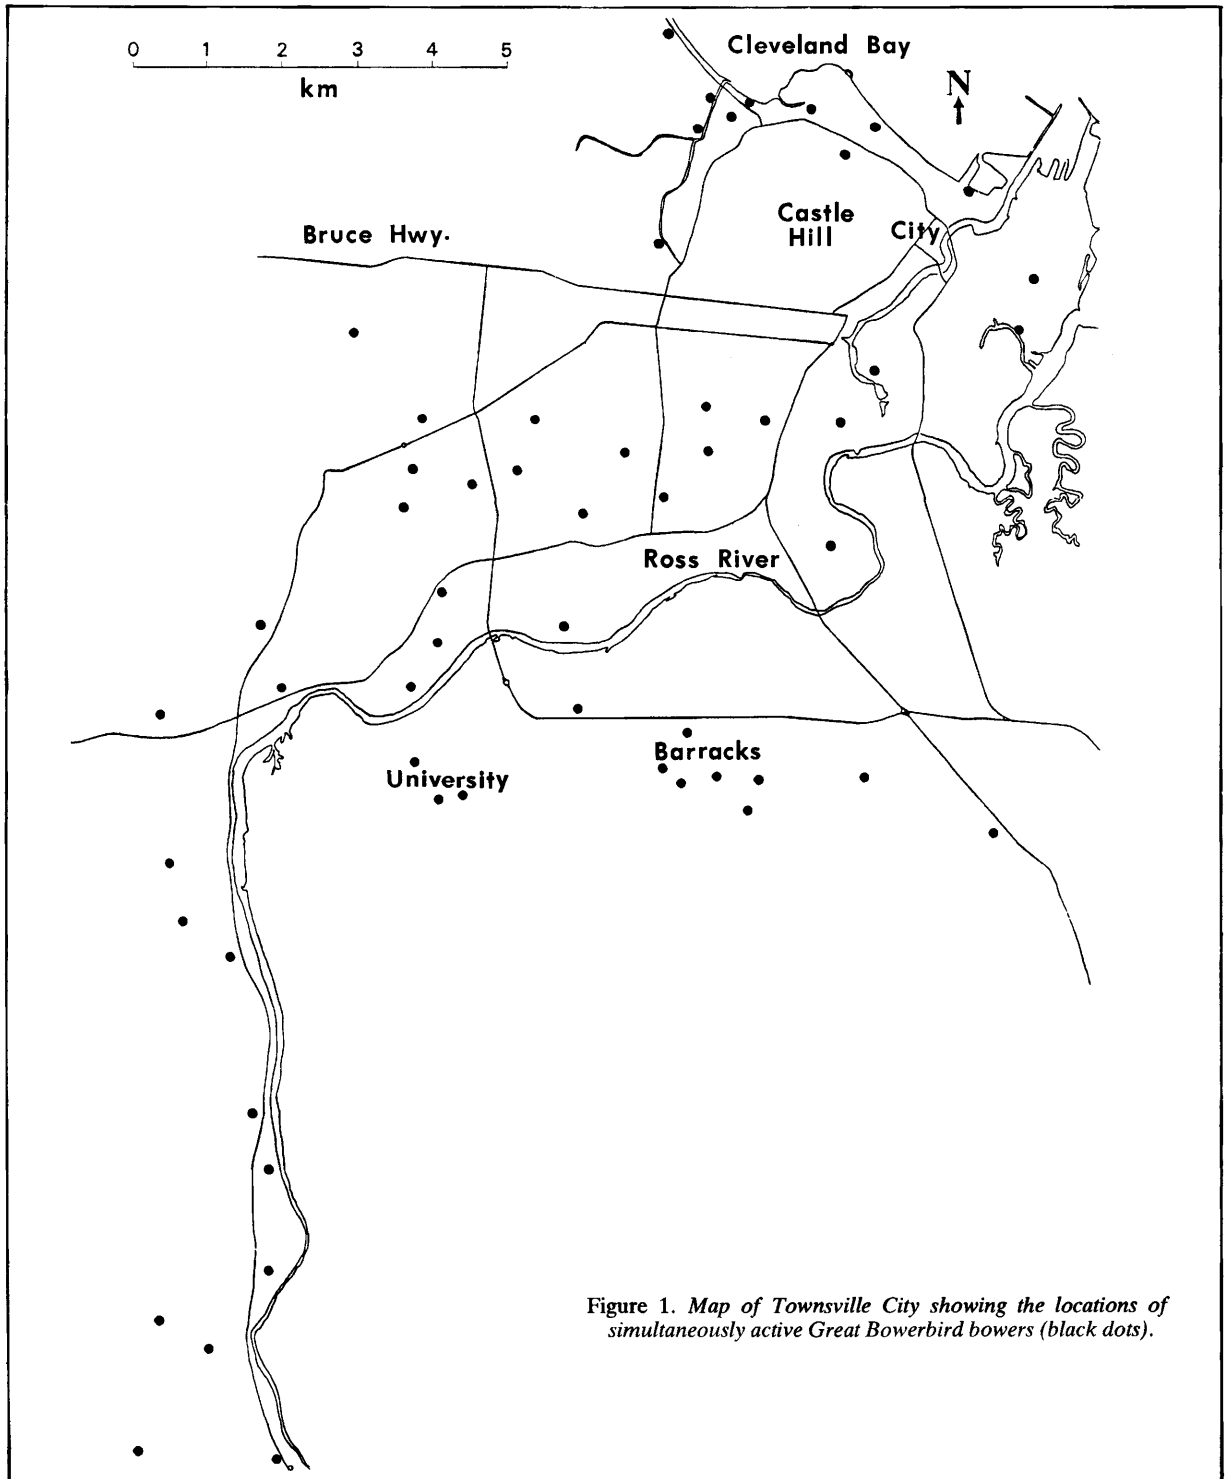 0 1 2 3 4 5
km
Cleveland Bay
N
Castle
Hill
City
Bruce Hwy.
Ross River
Barracks
University
Figure 1. Map of Townsville City showing the locations of
simultaneously active Great Bowerbird bowers (black dots).